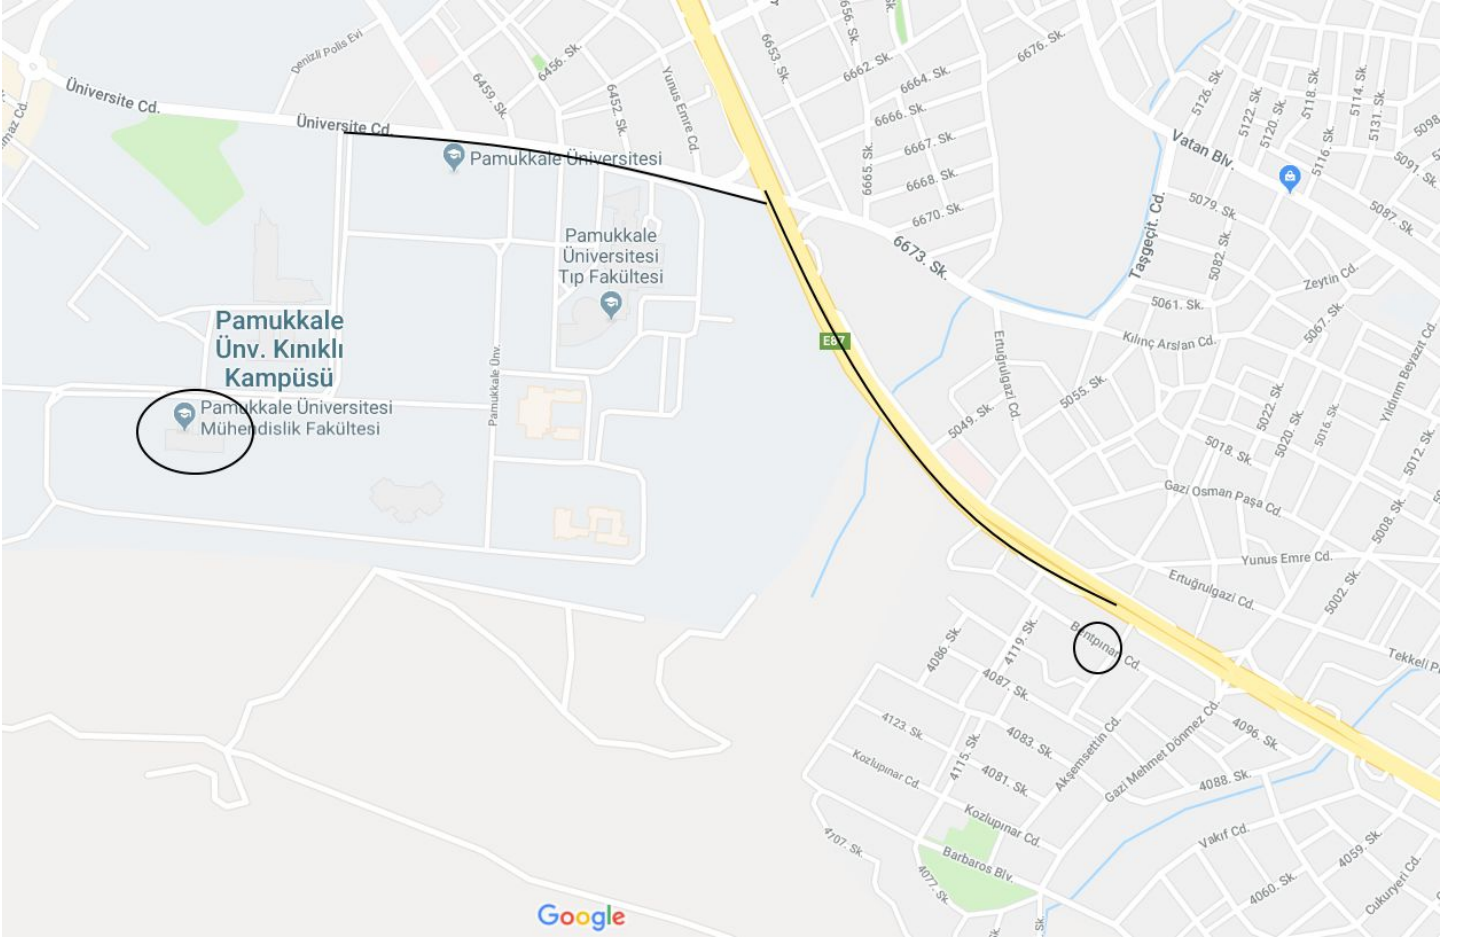 Denizli Polis Evi
Üniversite Cd.
Üniversite Cd.
6459. Sk.
6456. Sk.
6452. Sk.
Yunus Emre Cd.
6653. Sk.
6656. Sk.
Sk.
6662. Sk.
6664. Sk.
6666. Sk.
6667. Sk.
6668. Sk.
6670. Sk.
6665. Sk.
6676. Sk.
6673. Sk.
maz Cd.
Pamukkale Üniversitesi
Pamukkale
Üniversitesi
Tıp Fakültesi
Pamukkale
Ünv. Kınıklı
Kampüsü
Pamukkale Üniversitesi
Mühendislik Fakültesi
Pamukkale Ünv.
E87
5126. Sk.
5122. Sk.
5120. Sk.
5118. Sk.
5116. Sk.
5114. Sk.
5131. Sk.
5098.
5091. Sk.
Vatan Blv.
5079. Sk.
5087. Sk.
5082. Sk.
Taşgeçit. Cd.
Zeytin Cd.
5061. Sk.
5067. Sk.
Kılınç Arslan Cd.
Yıldırım Beyazıt Cd.
Ertuğrulgazi Cd.
5055. Sk.
5049. Sk.
5022. Sk.
5020. Sk.
5016. Sk.
5018. Sk.
5012. Sk.
5008. Sk.
Gazi Osman Paşa Cd.
Yunus Emre Cd.
Ertuğrulgazi Cd.
5002. Sk.
Tekkeli P
Bentpınar Cd.
4119. Sk.
4086. Sk.
4087. Sk.
4123. Sk.
4083. Sk.
4081. Sk.
4115. Sk.
Akşemsettin Cd.
Gazi Mehmet Dönmez Cd.
4096. Sk.
4088. Sk.
Kozlupınar Cd.
Kozlupınar Cd.
4707. Sk.
Barbaros Blv.
4077. Sk.
Vakıf Cd.
4059. Sk.
4060. Sk.
Cukuryeri Cd.
Sk.
Sk.
Google